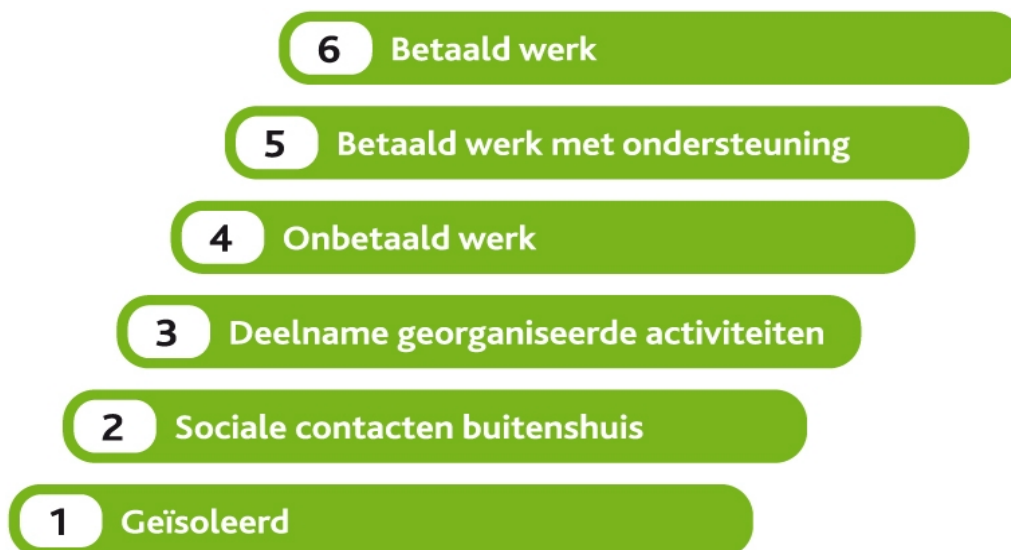 6 Betaald werk
5 Betaald werk met ondersteuning
4 Onbetaald werk
3 Deelname georganiseerde activiteiten
2 Sociale contacten buitenshuis
1 Geïsoleerd